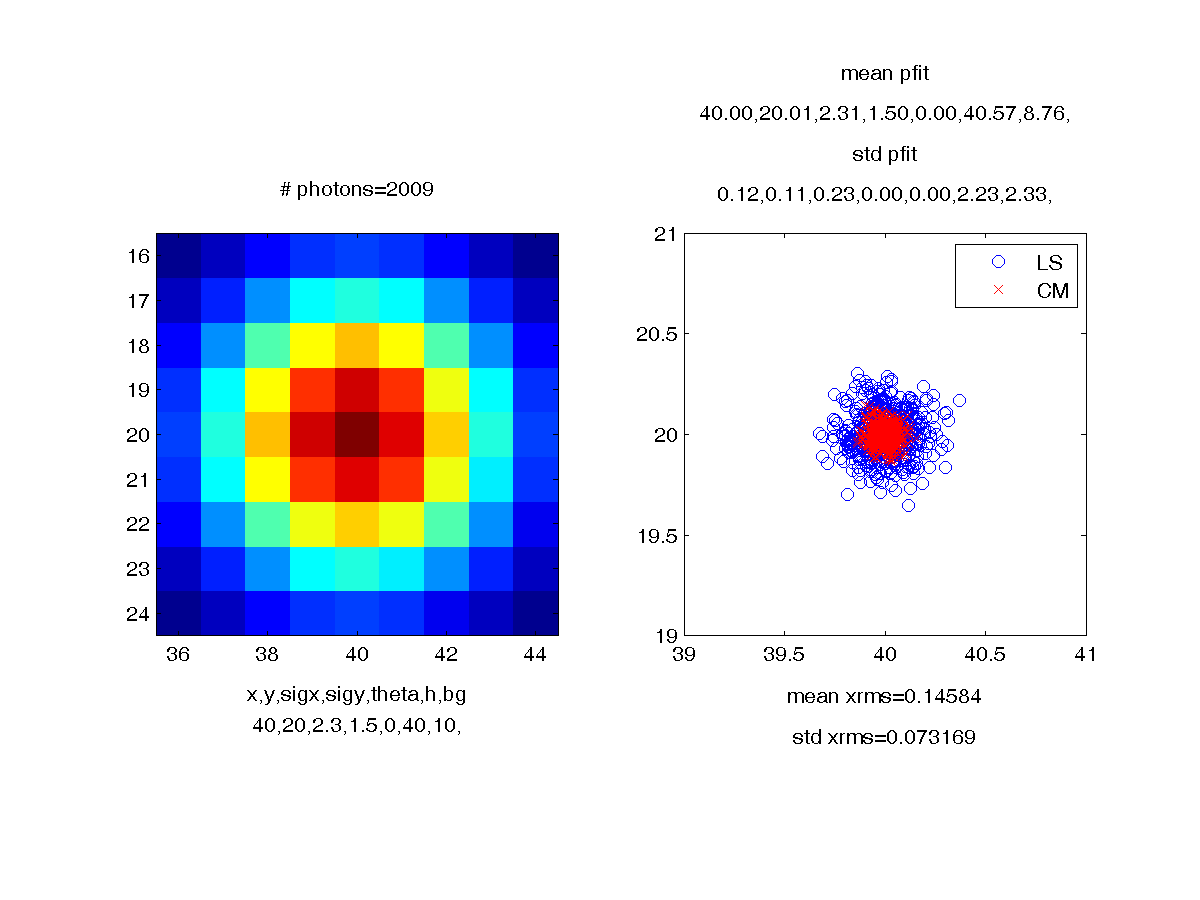 # photons=2009
16
17
18
19
20
21
22
23
24
36 38 40 42 44
x,y,sigx,sigy,theta,h,bg
40,20,2.3,1.5,0,40,10,
mean pfit
40.00,20.01,2.31,1.50,0.00,40.57,8.76,
std pfit
0.12,0.11,0.23,0.00,0.00,2.23,2.33,
21
20.5
20
19.5
19
LS
CM
39 39.5 40 40.5 41
mean xrms=0.14584
std xrms=0.073169